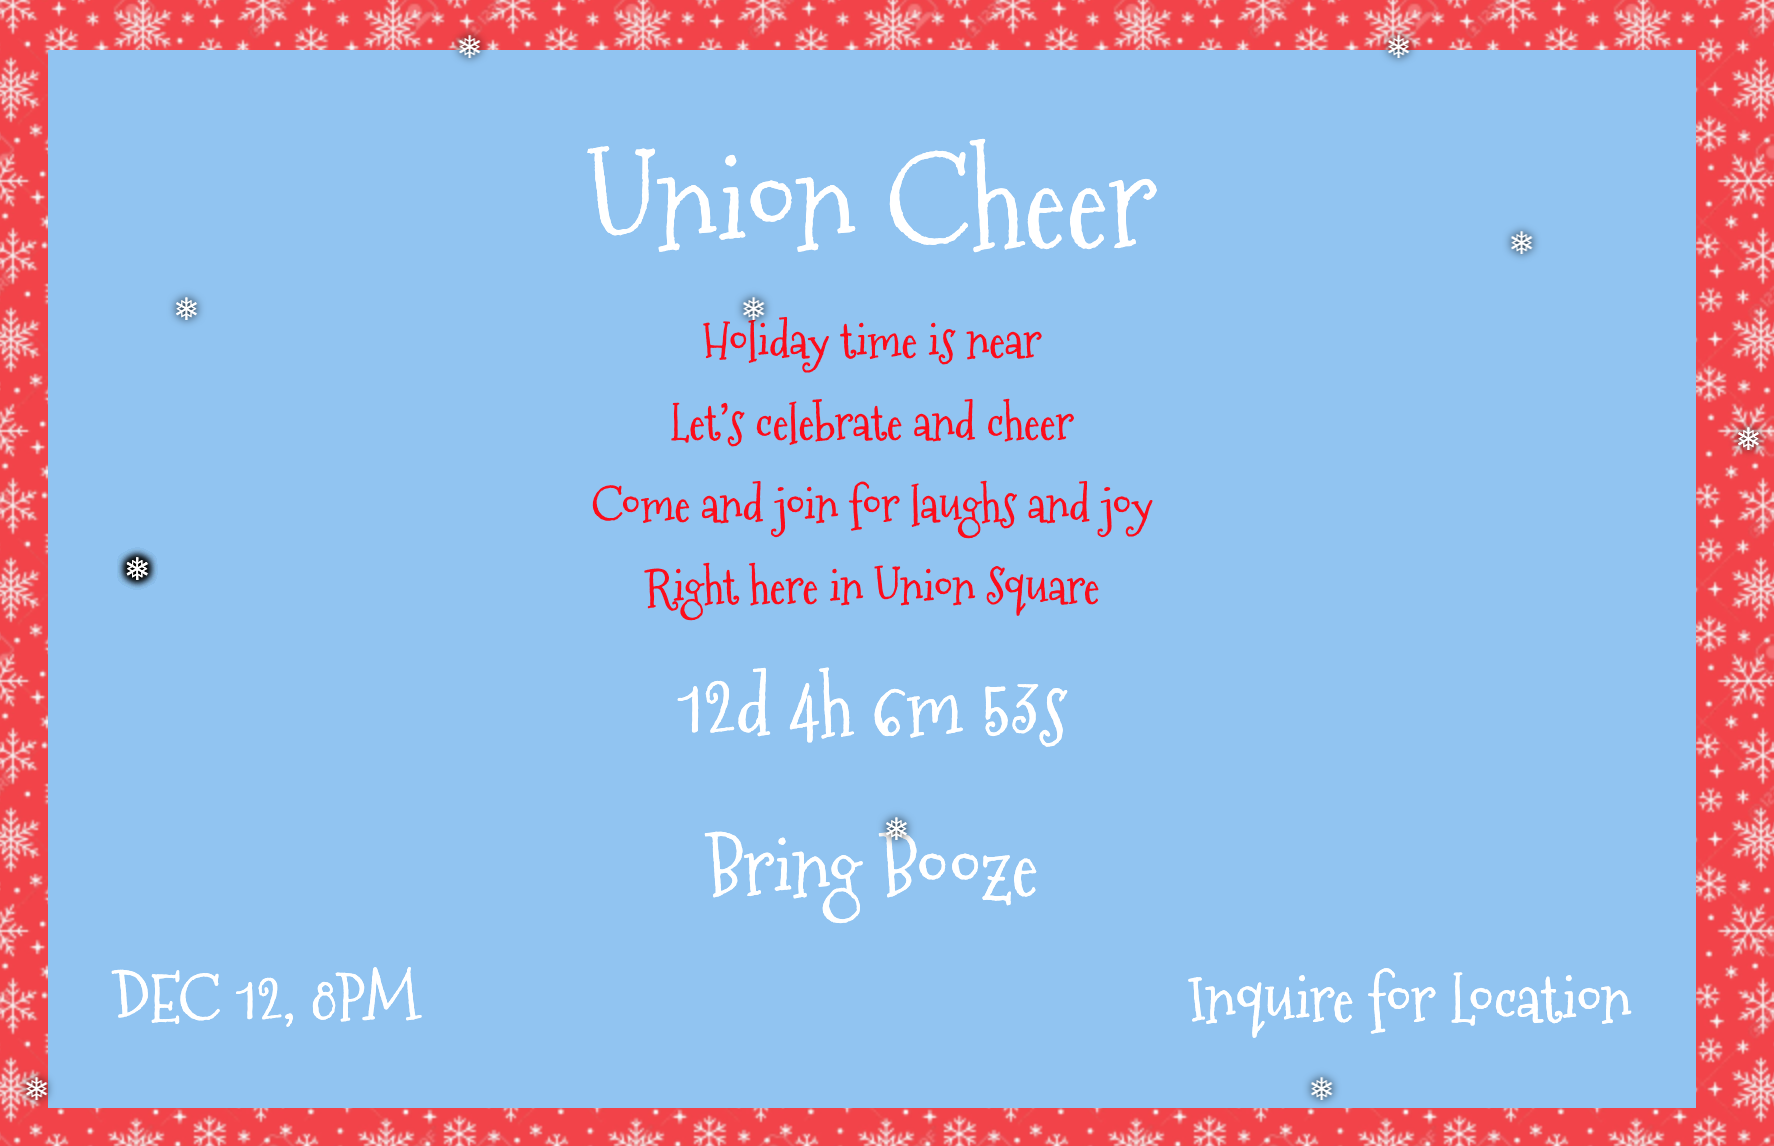 Union Cheer
Holiday time is near
Let's celebrate and cheer
Come and join for laughs and joy
Right here in Union Square
12d 4h 6m 53s
Bring Booze
DEC 12, 8PM
Inquire for Location